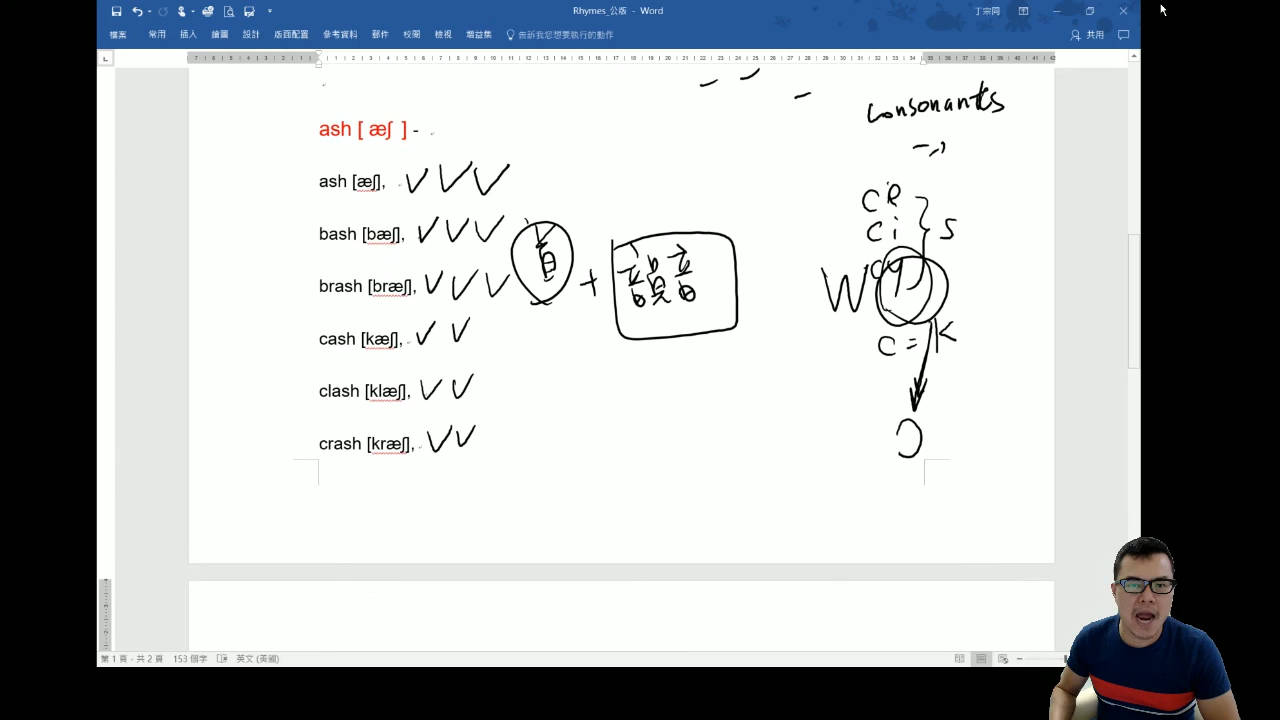 Rhymes_公版 - Word
丁宗同
檔案 常用 插入 繪圖 設計 版面配置 參考資料 郵件 校閱 檢視 增益集 告訴我您想要執行的動作 共用
consonants
ash [ æʃ ] -
ash [æʃ],
bash [bæʃ],
brash [bræʃ],
cash [kæʃ],
clash [klæʃ],
crash [kræʃ],
首 + 韻音
Ci S
W
C = K
第 1 頁，共 2 頁 153 個字 英文 (美國)